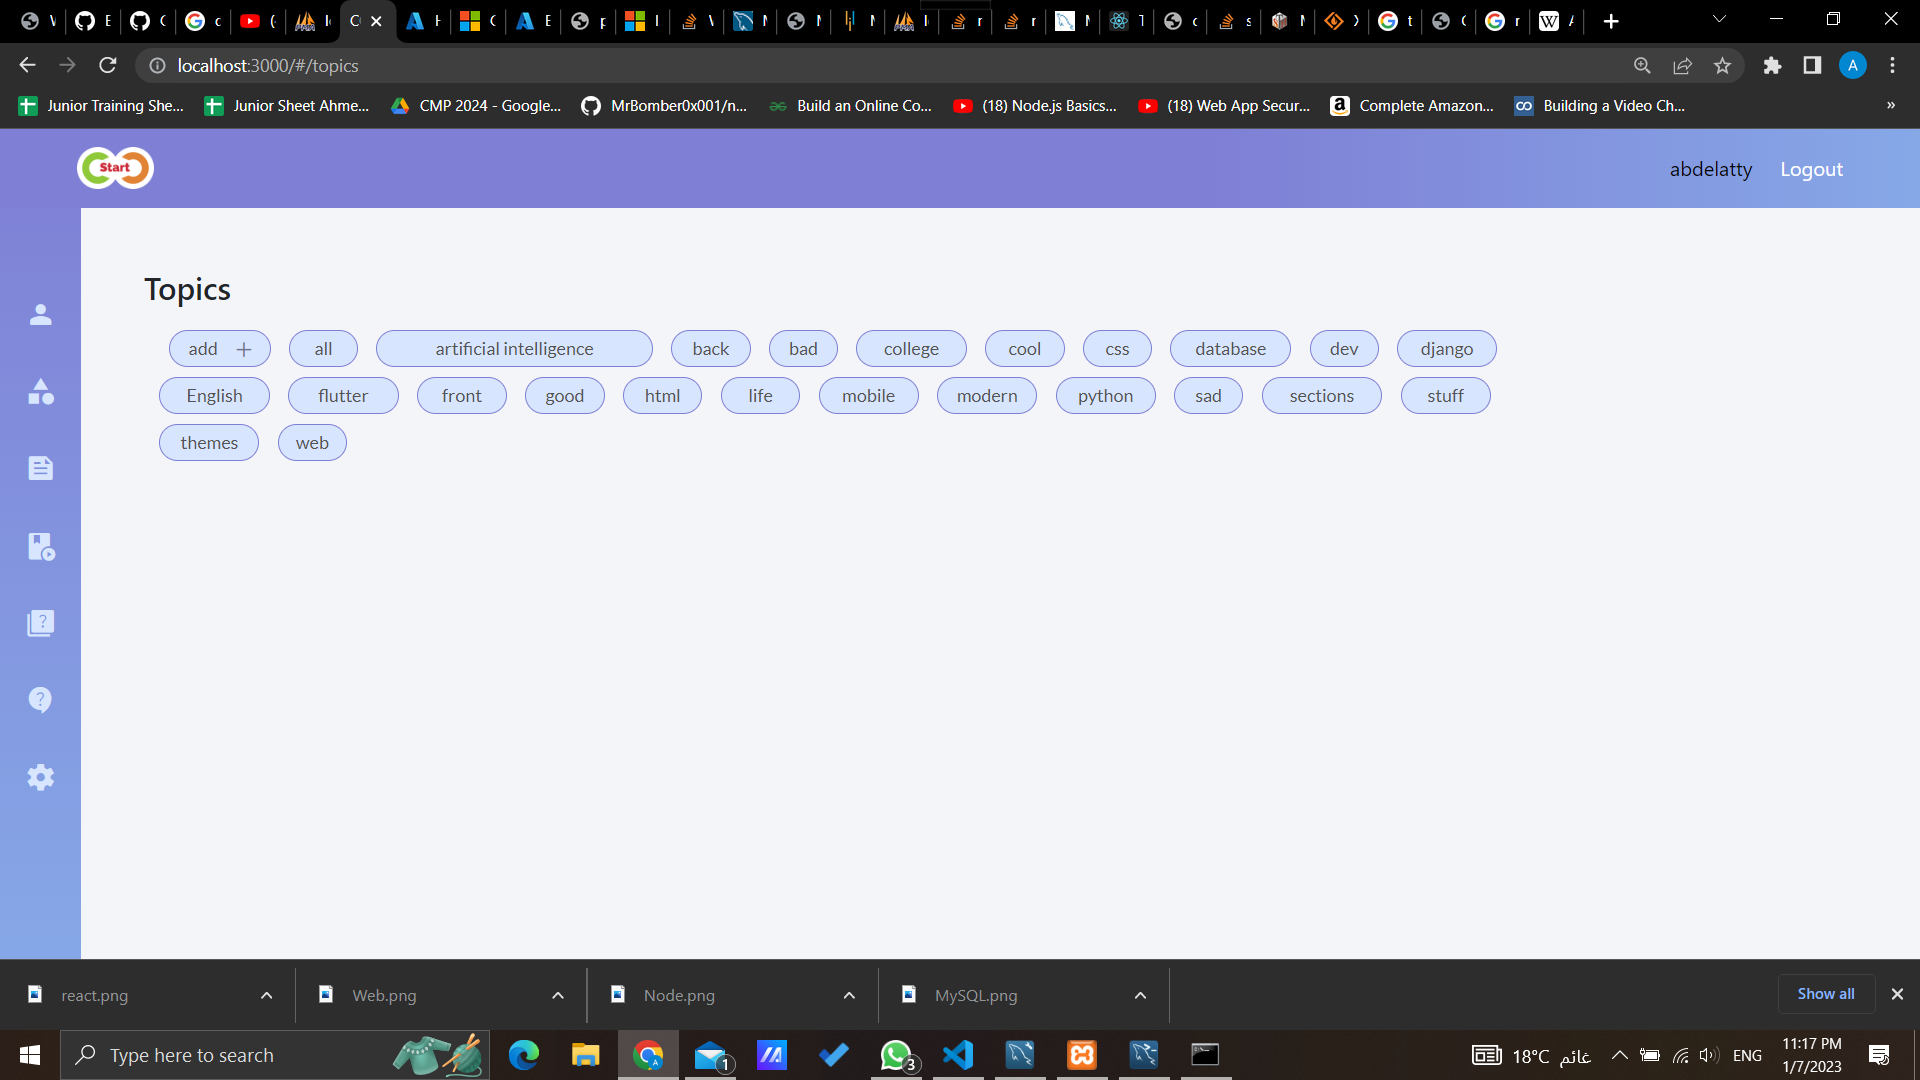 localhost:3000/#/topics
Junior Training She... Junior Sheet Ahme... CMP 2024 - Google... MrBomber0x001/n... Build an Online Co... (18) Node.js Basics... (18) Web App Secur... Complete Amazon... Building a Video Ch... »
Start abdelatty Logout
Topics
add + all artificial intelligence back bad college cool css database dev django
English flutter front good html life mobile modern python sad sections stuff
themes web
react.png Web.png Node.png MySQL.png Show all
Type here to search 1 3 18°C غائم ENG 11:17 PM
1/7/2023